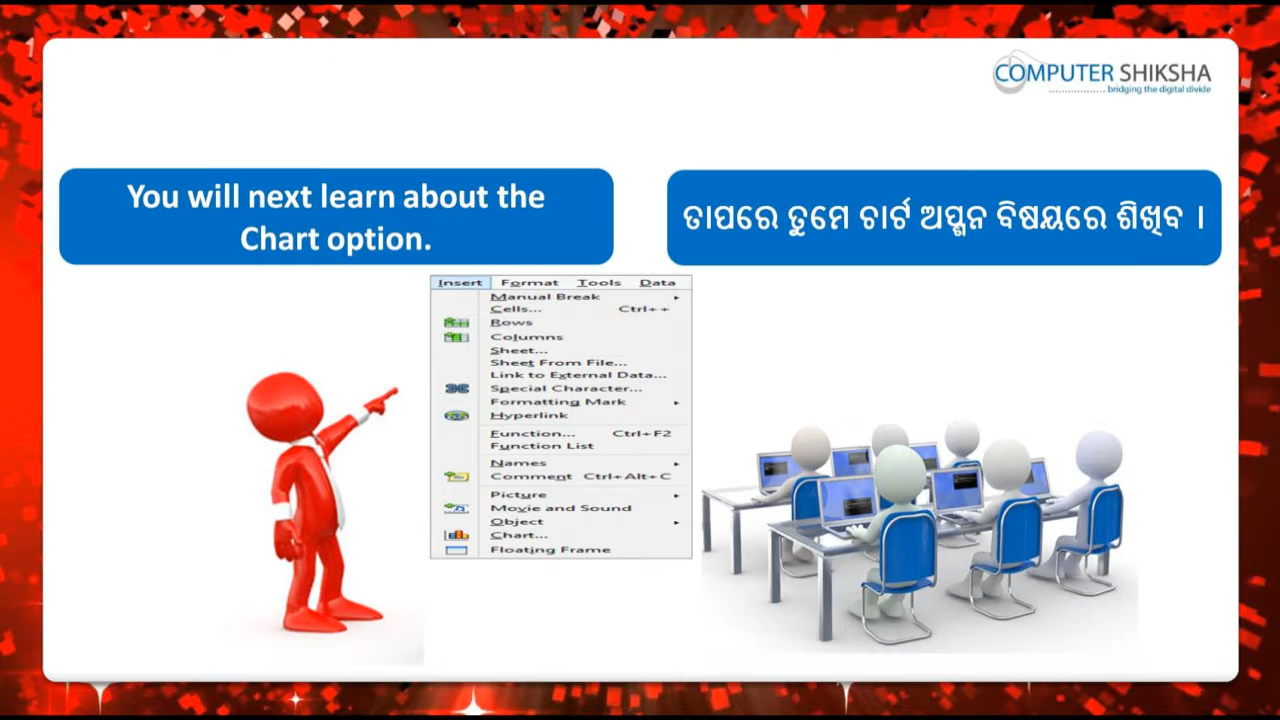 COMPUTER SHIKSHA
bridging the digital divide
You will next learn about the
Chart option.
ତାପରେ ତୁମେ ଚାର୍ଟ ଅପ୍ସନ ବିଷୟରେ ଶିଖିବ ।
Insert Format Tools Data
Manual Break
Cells... Ctrl++
Rows
Columns
Sheet...
Sheet From File...
Link to External Data...
Special Character...
Formatting Mark
Hyperlink
Function... Ctrl+F2
Function List
Names
Comment Ctrl+Alt+C
Picture
Movie and Sound
Object
Chart...
Floating Frame